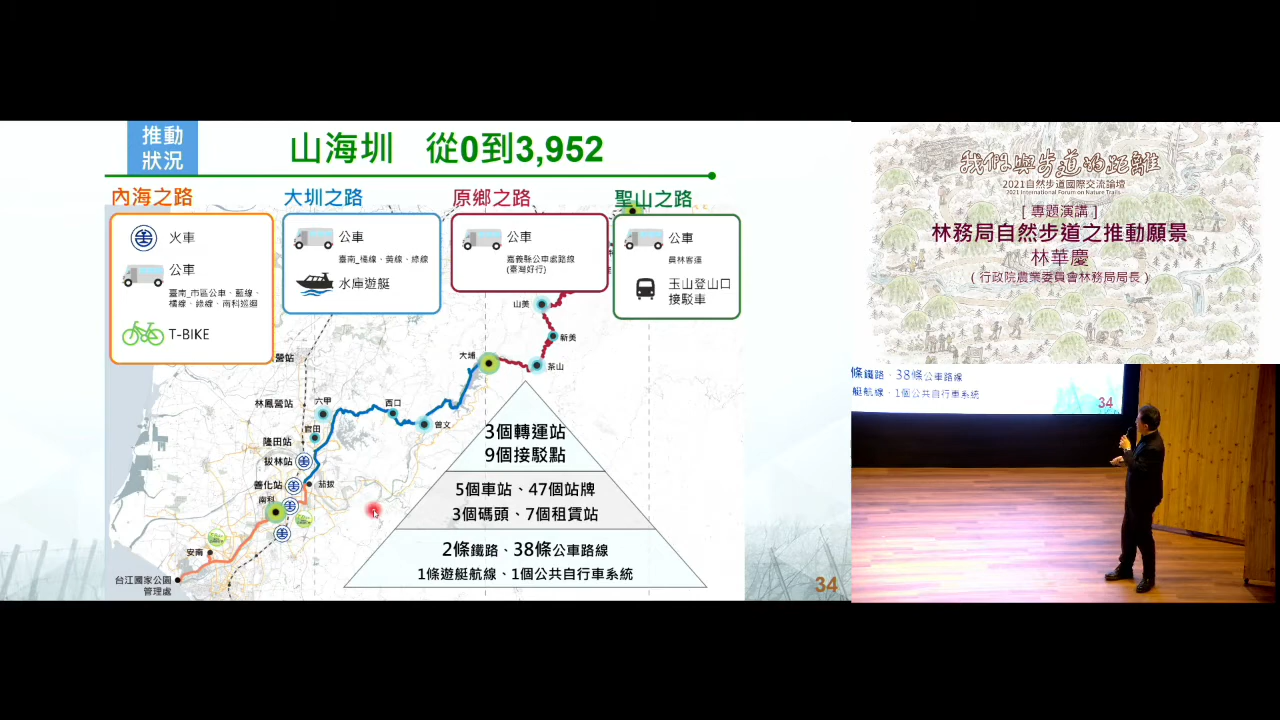 推動
狀況
山海圳 從0到3,952
內海之路
火車
公車
臺南_市區公車、藍線、
橘線、綠線、南科巡迴
T-BIKE
大圳之路
公車
臺南_橘線、黃線、綠線
水庫遊艇
原鄉之路
公車
嘉義縣公車處路線
(臺灣好行)
聖山之路
公車
員林客運
玉山登山口
接駁車
山美
新美
茶山
大埔
營站
林鳳營站
六甲
西口
曾文
官田
隆田站
拔林站
善化站
茄拔
南科
安南
台江國家公園
管理處
3個轉運站
9個接駁點
5個車站、47個站牌
3個碼頭、7個租賃站
2條鐵路、38條公車路線
1條遊艇航線、1個公共自行車系統
34
我們與步道的距離
2021自然步道國際交流論壇
2021 International Forum on Nature Trails
[ 專題演講 ]
林務局自然步道之推動願景
林華慶
( 行政院農業委員會林務局局長 )
條鐵路、38條公車路線
艇航線、1個公共自行車系統
34